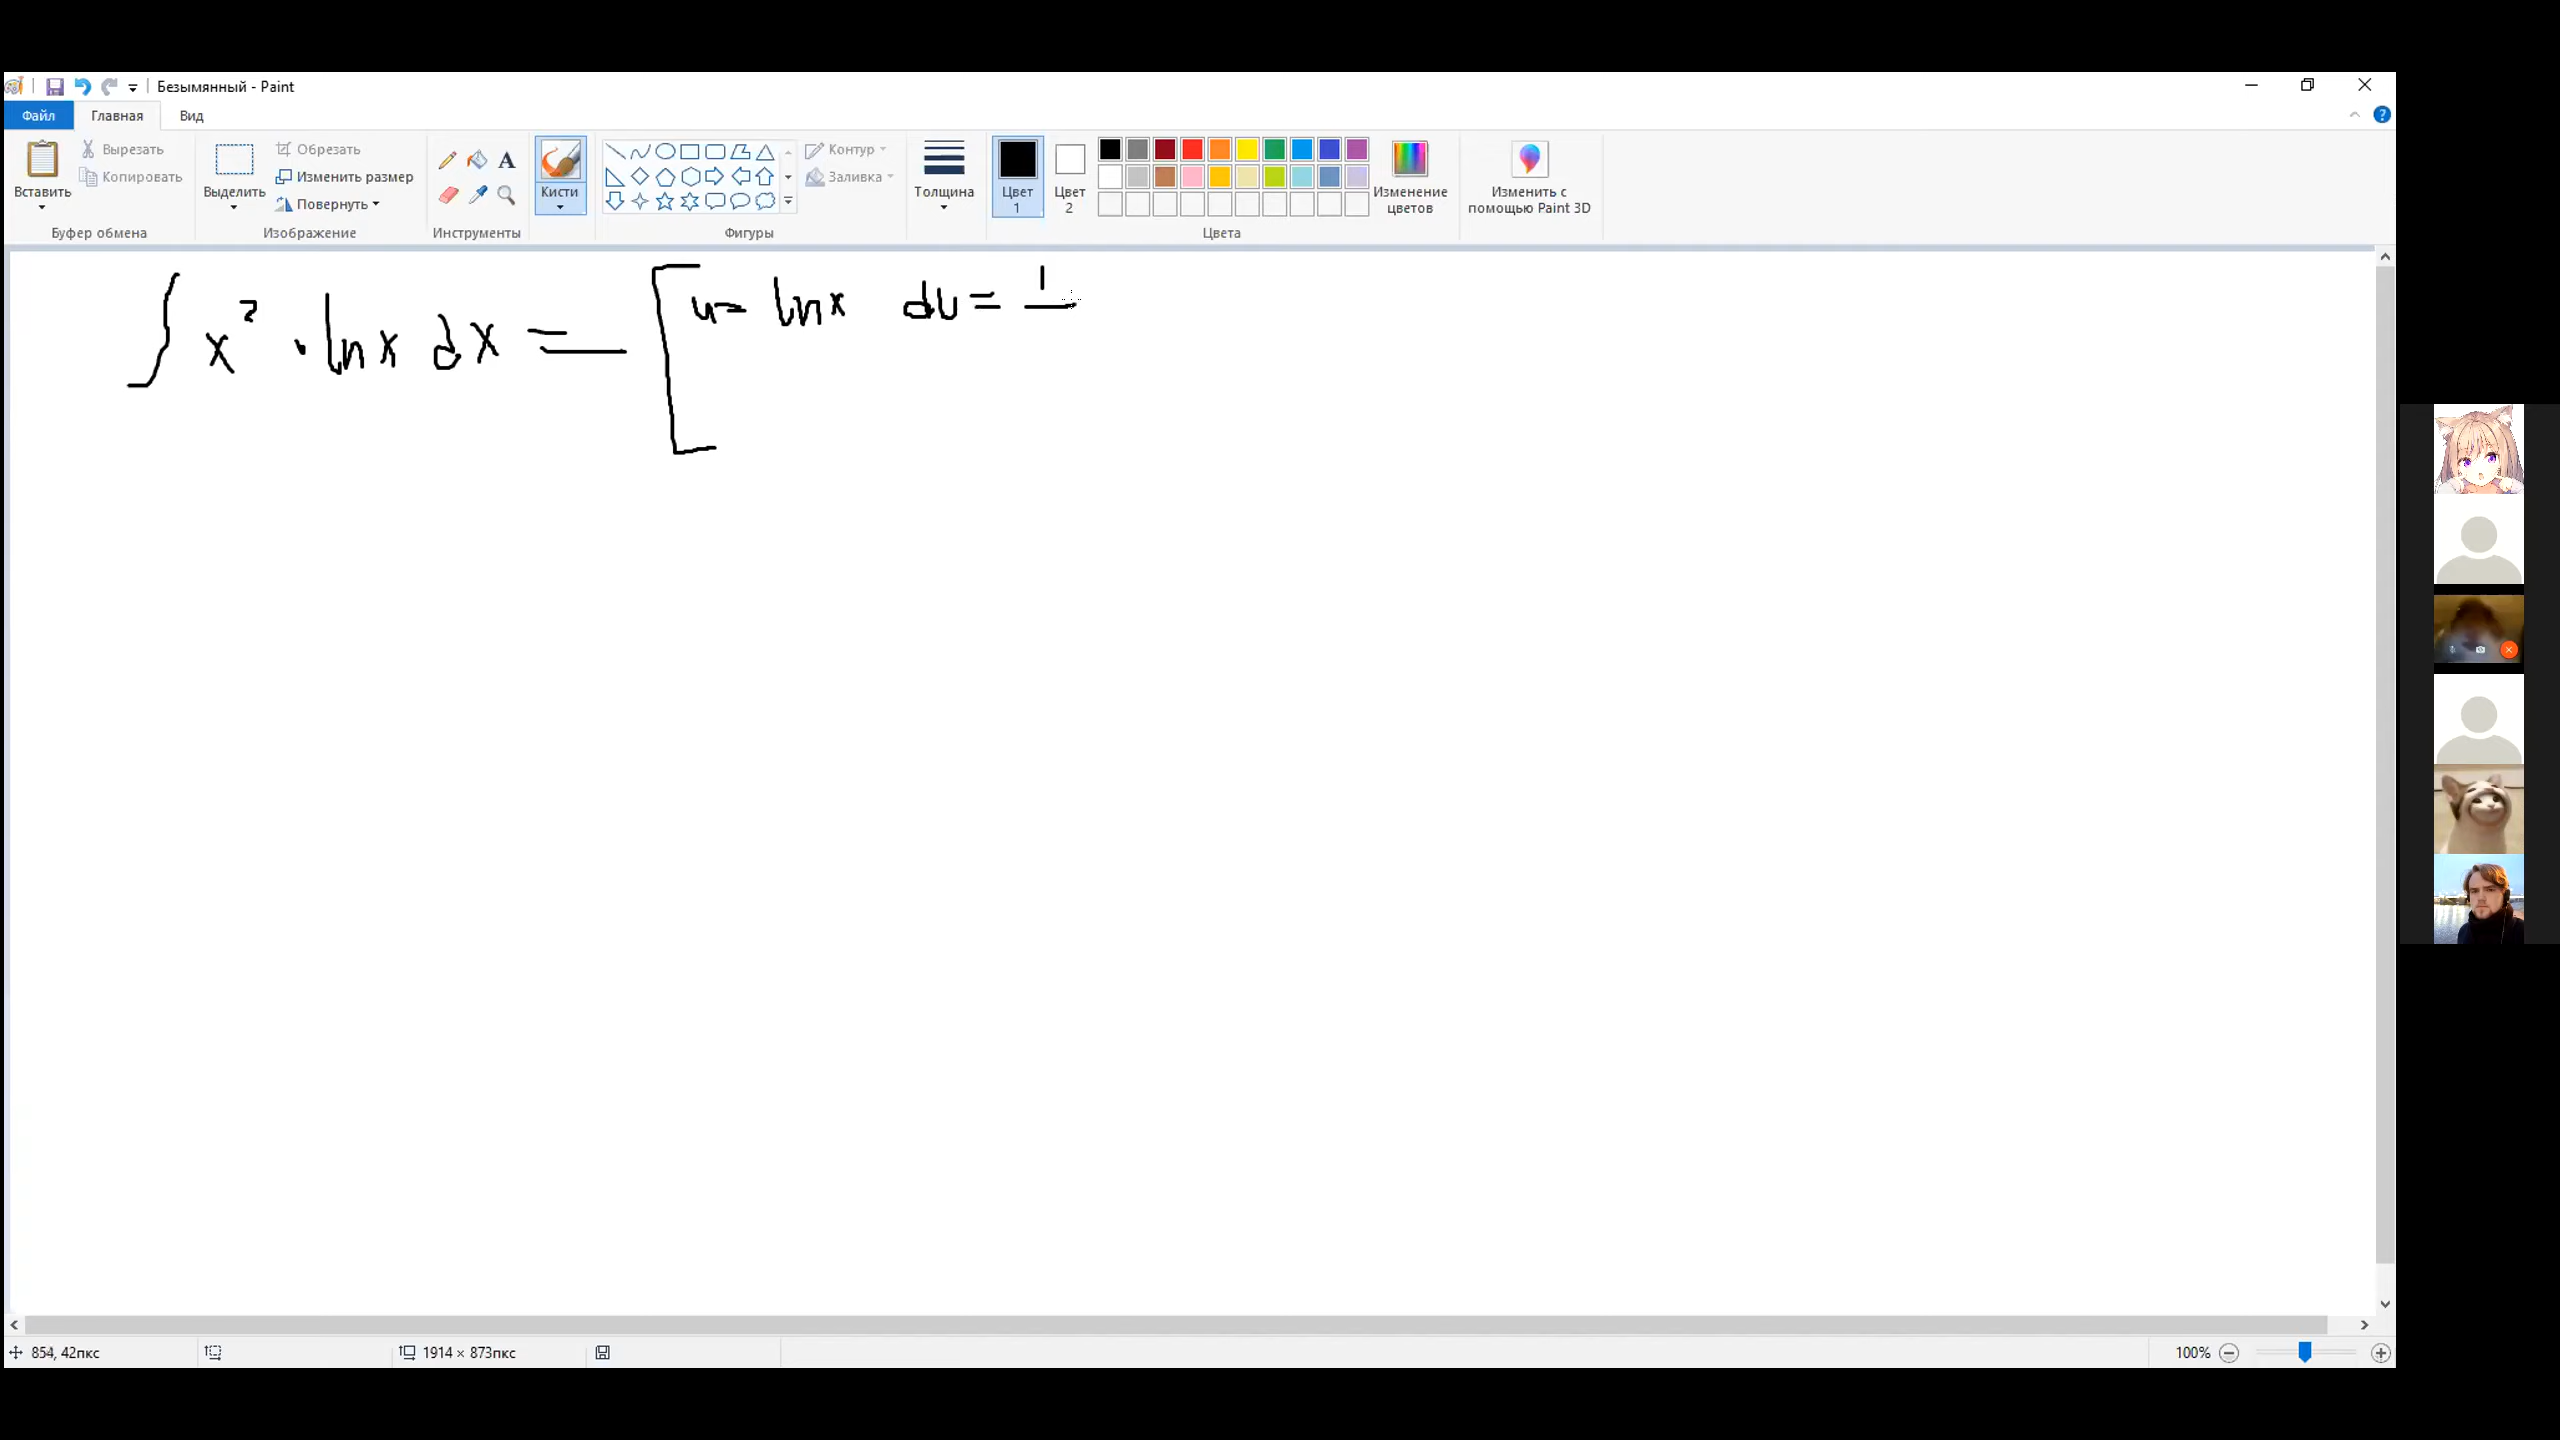 Безымянный - Paint
Файл Главная Вид
Вставить
Вырезать
Копировать
Буфер обмена
Выделить
Обрезать
Изменить размер
Повернуть
Изображение
A
Инструменты
Кисти
Контур
Заливка
Фигуры
Толщина
Цвет 1
Цвет 2
Изменение цветов
Цвета
Изменить с помощью Paint 3D
∫ x² · ln x dx = [ u = ln x du = 1/
854, 42пкс
1914 × 873пкс
100%